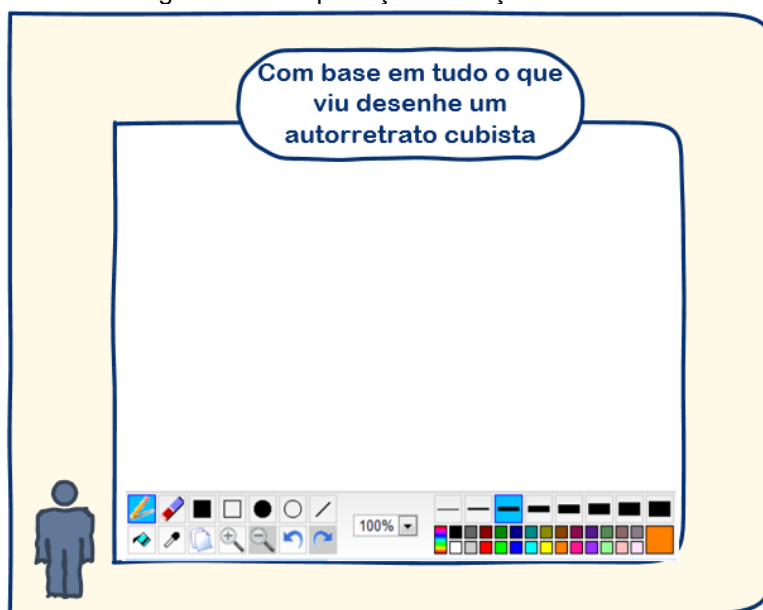 Com base em tudo o que
viu desenhe um
autorretrato cubista
100%